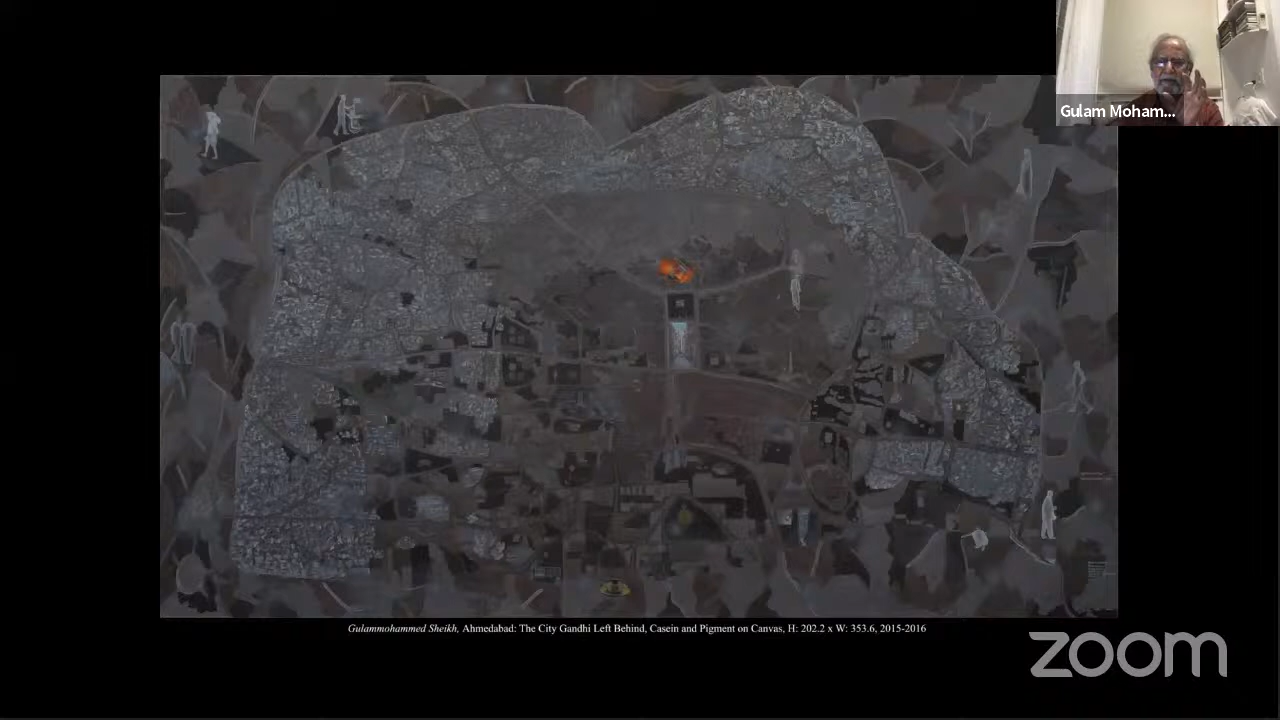 Gulam Moham...
Gulammohammed Sheikh, Ahmedabad: The City Gandhi Left Behind, Casein and Pigment on Canvas, H: 202.2 x W: 353.6, 2015-2016
zoom